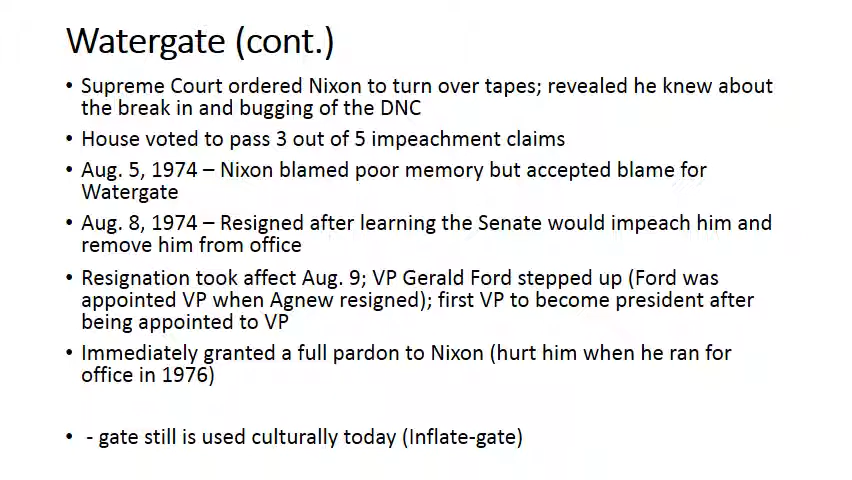 Watergate (cont.)
• Supreme Court ordered Nixon to turn over tapes; revealed he knew about
the break in and bugging of the DNC
• House voted to pass 3 out of 5 impeachment claims
• Aug. 5, 1974 – Nixon blamed poor memory but accepted blame for
Watergate
• Aug. 8, 1974 – Resigned after learning the Senate would impeach him and
remove him from office
• Resignation took affect Aug. 9; VP Gerald Ford stepped up (Ford was
appointed VP when Agnew resigned); first VP to become president after
being appointed to VP
• Immediately granted a full pardon to Nixon (hurt him when he ran for
office in 1976)
• - gate still is used culturally today (Inflate-gate)